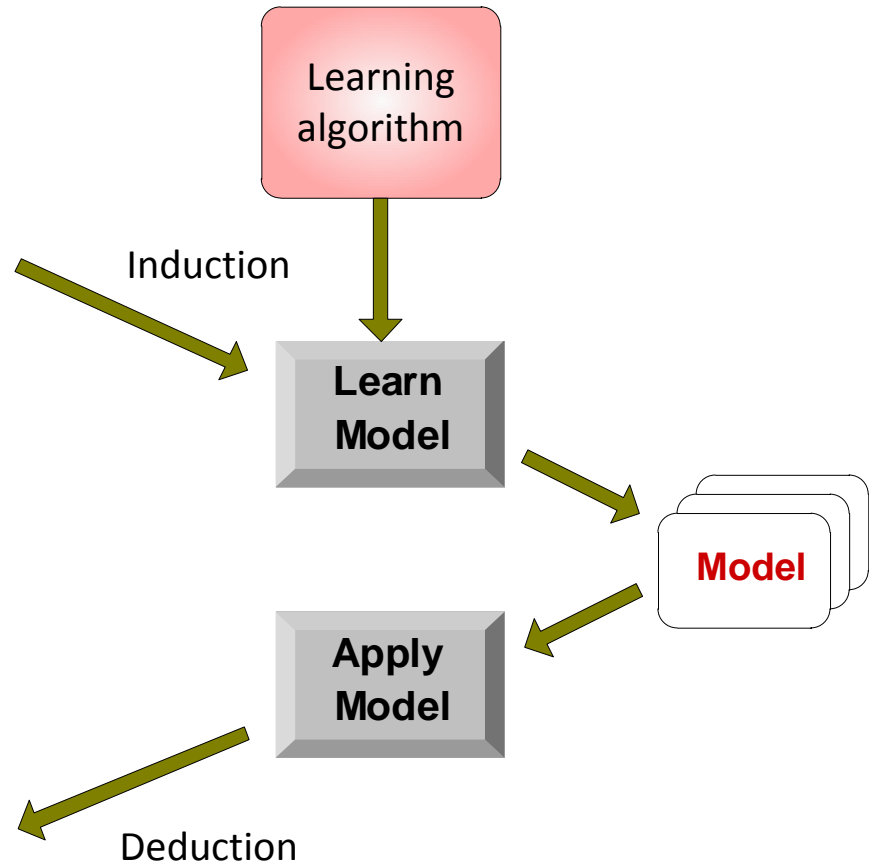 Learning
algorithm
Induction
Learn
Model
Model
Apply
Model
Deduction